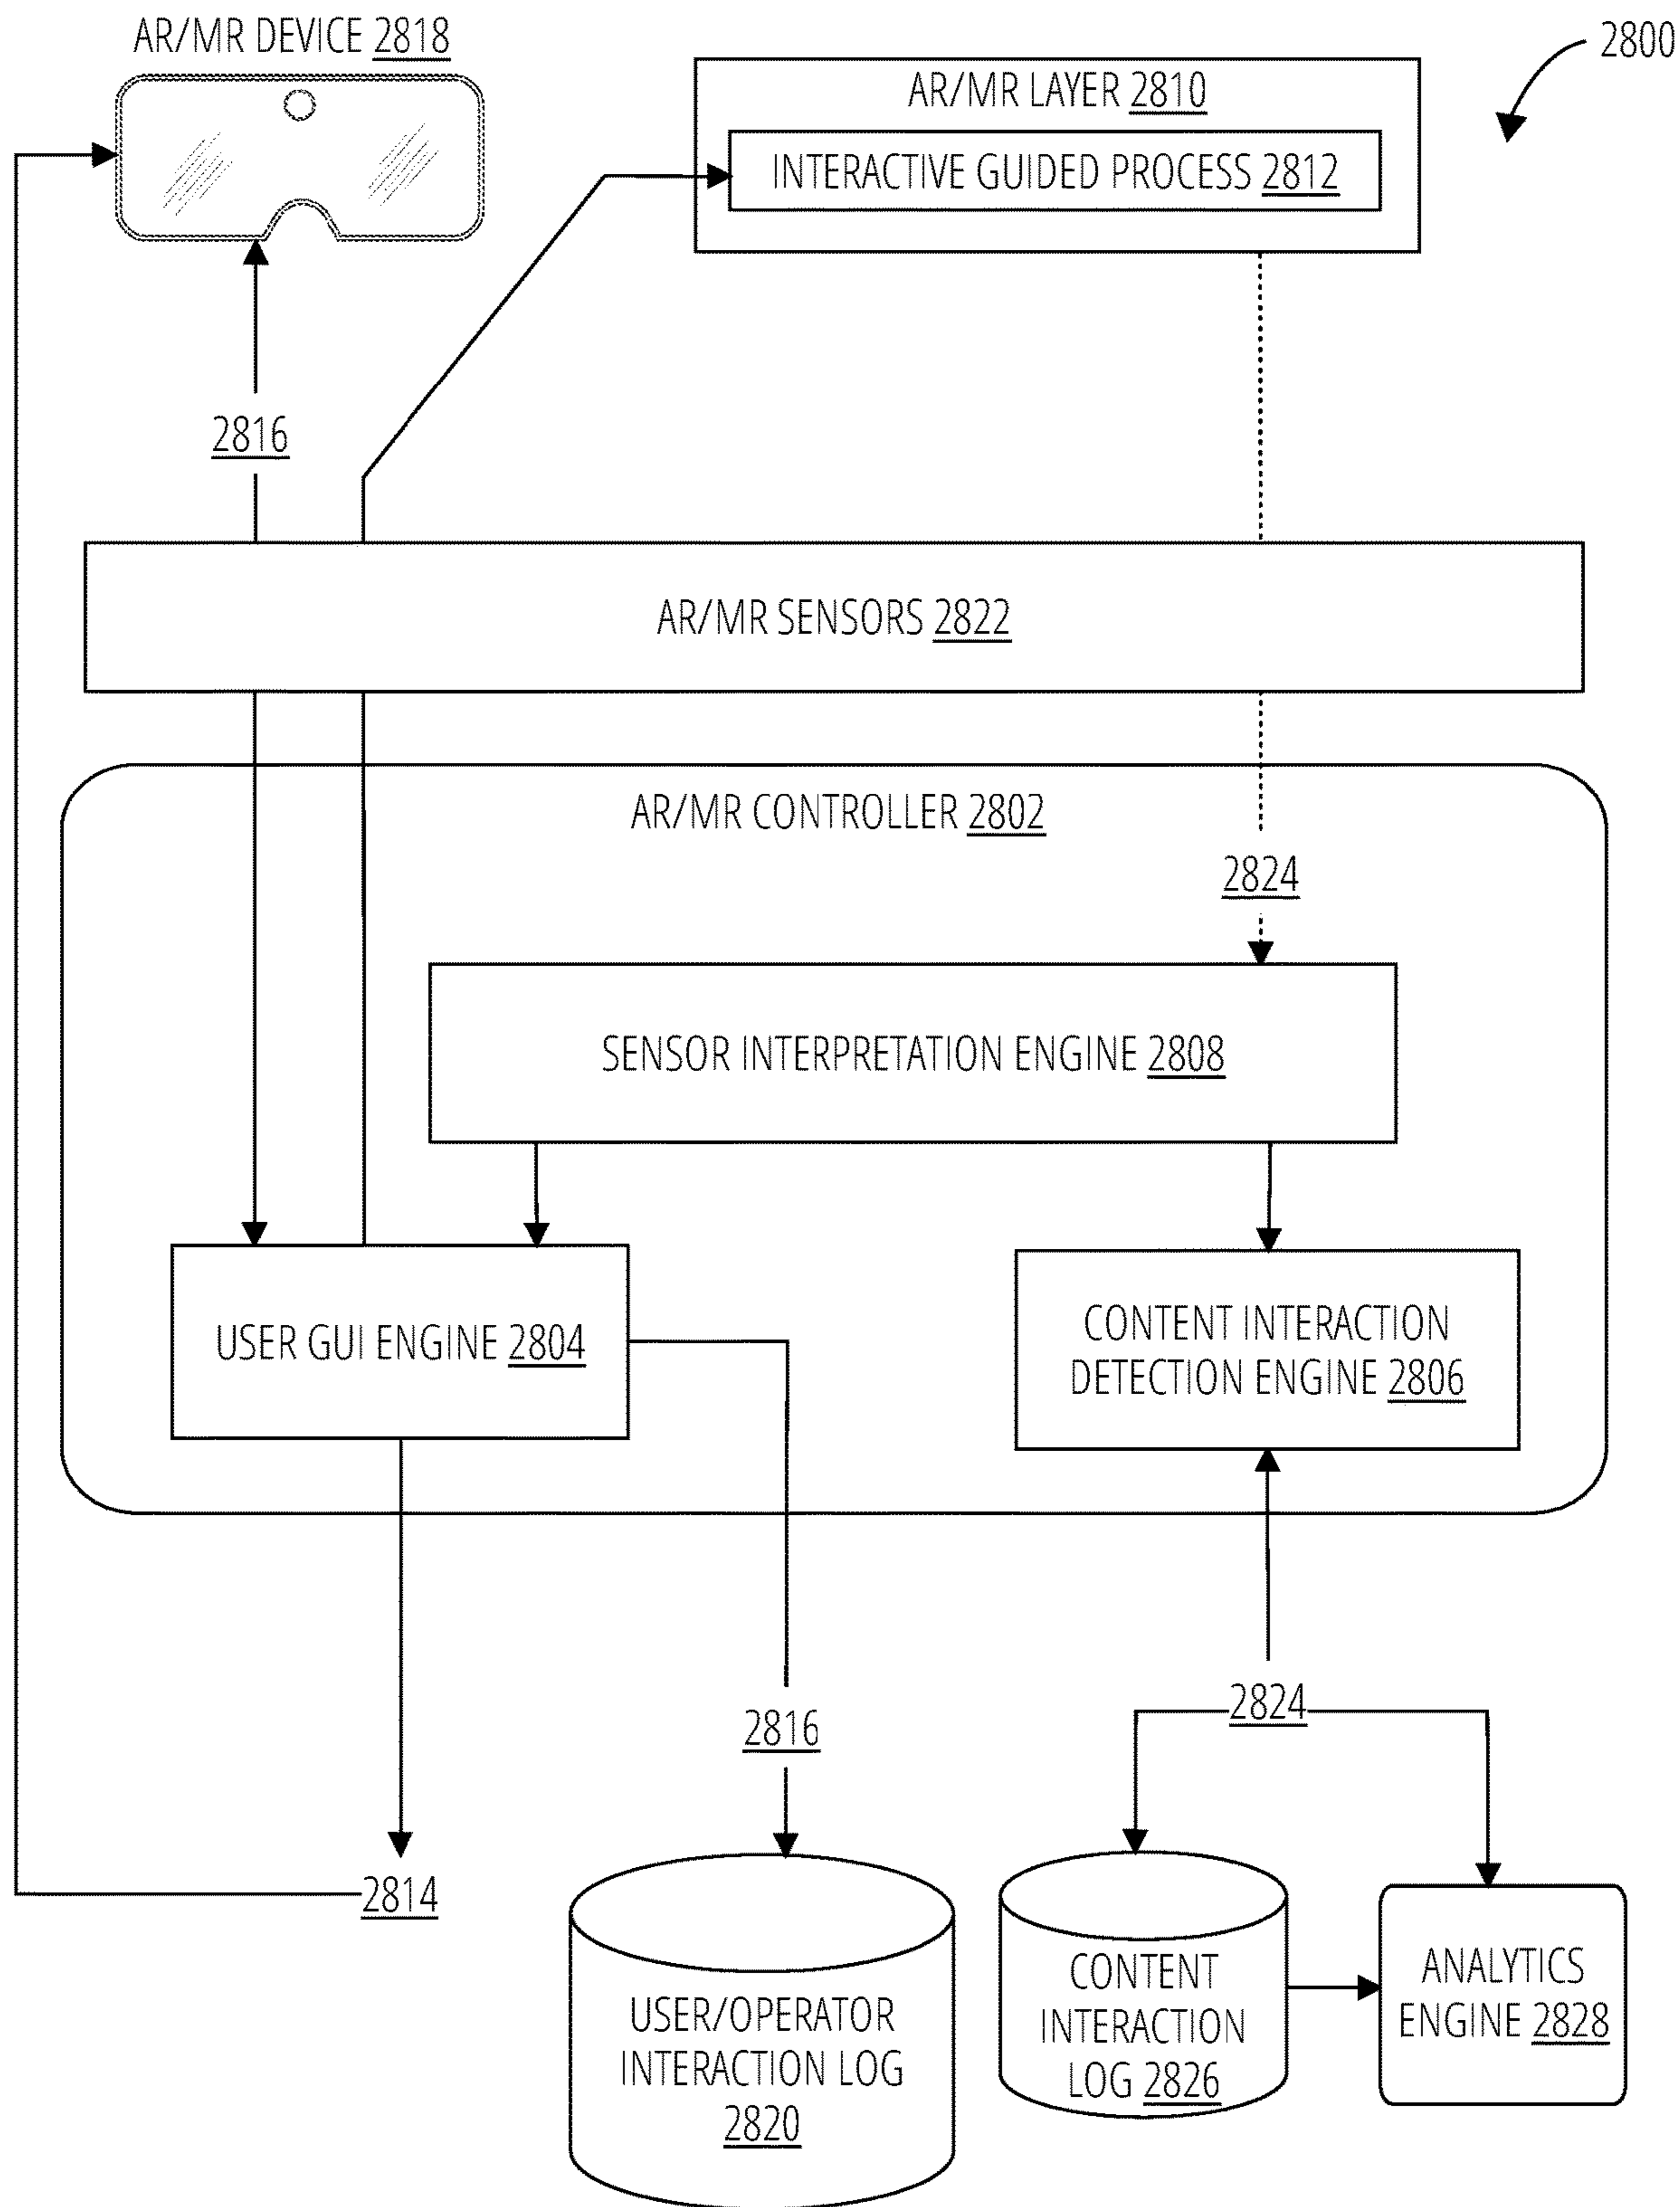 AR/MR DEVICE 2818
2800
AR/MR LAYER 2810
INTERACTIVE GUIDED PROCESS 2812
2816
AR/MR SENSORS 2822
AR/MR CONTROLLER 2802
2824
SENSOR INTERPRETATION ENGINE 2808
USER GUI ENGINE 2804
CONTENT INTERACTION
DETECTION ENGINE 2806
2824
2816
2814
USER/OPERATOR
INTERACTION LOG
2820
CONTENT
INTERACTION
LOG 2826
ANALYTICS
ENGINE 2828